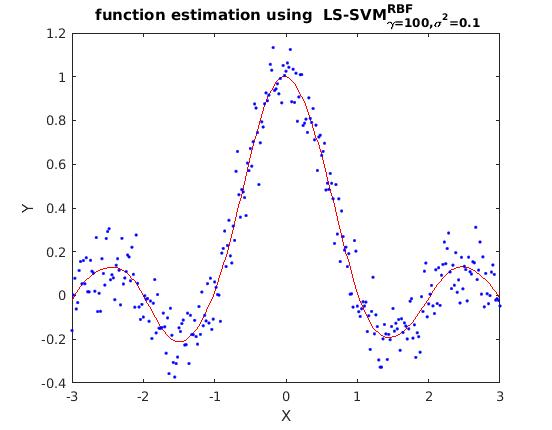 function estimation using LS-SVM^RBF_γ=100,σ²=0.1
1.2
1
0.8
0.6
0.4
0.2
0
-0.2
-0.4
Y
-3 -2 -1 0 1 2 3
X